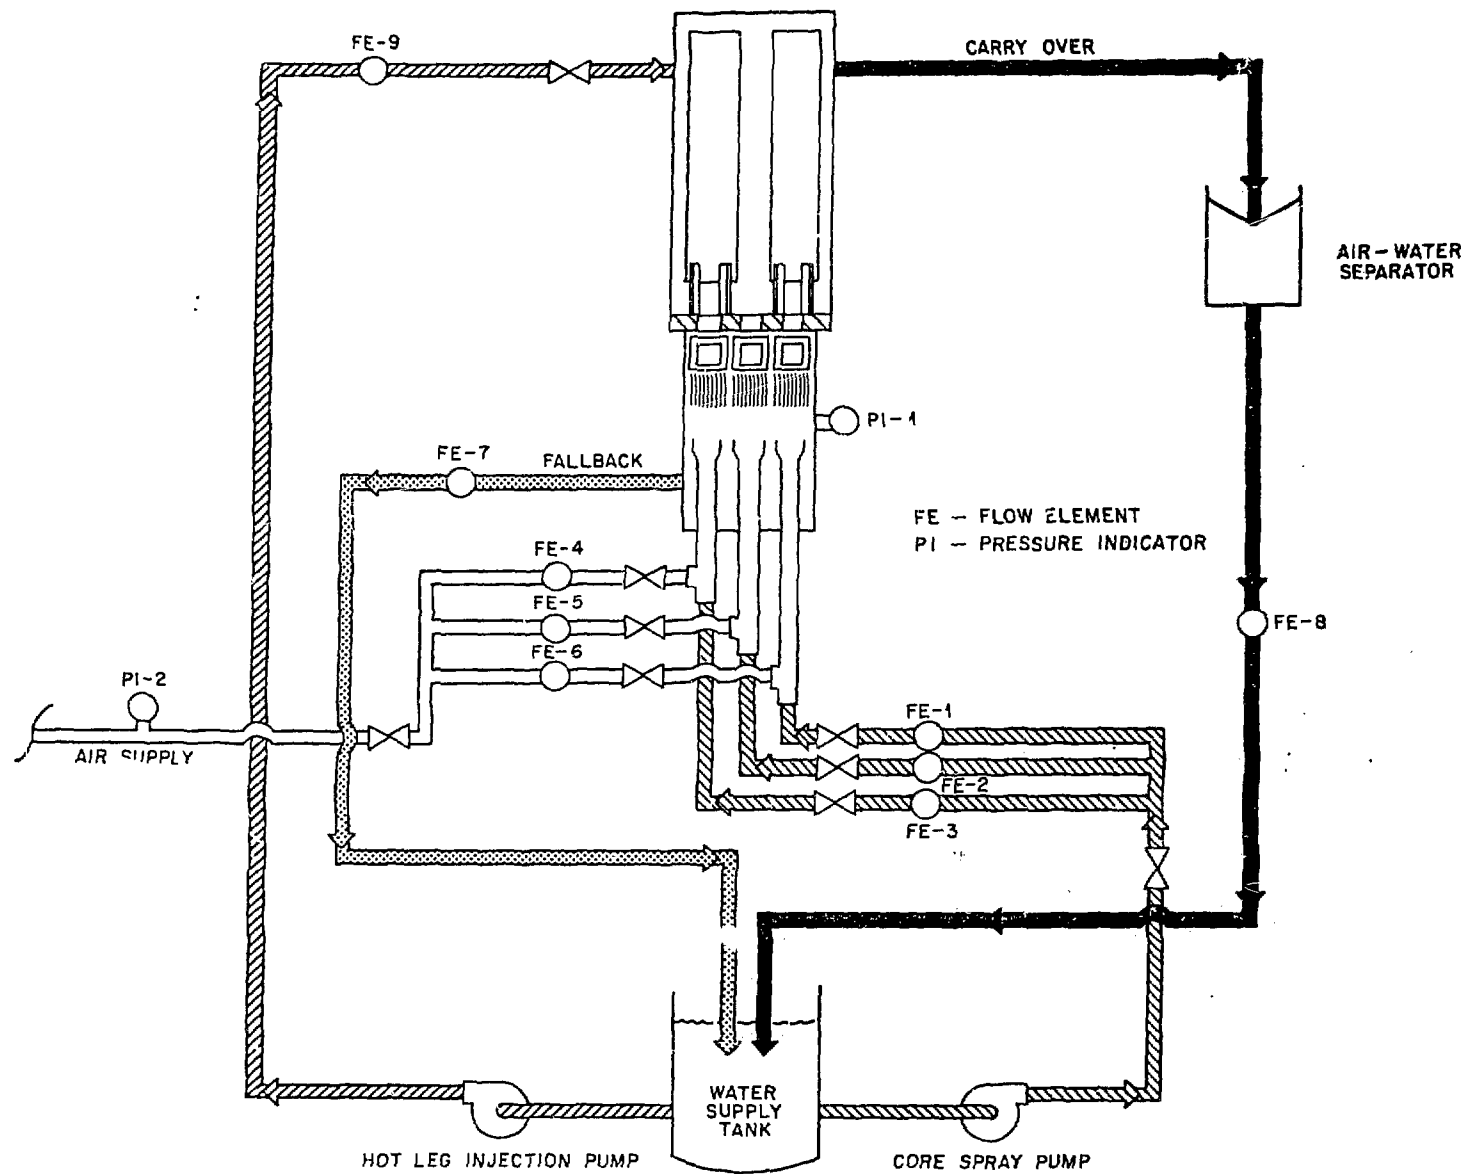 FE-9
CARRY OVER
AIR-WATER
SEPARATOR
PI-1
FE-7
FALLBACK
FE - FLOW ELEMENT
PI - PRESSURE INDICATOR
FE-4
FE-5
FE-8
FE-6
PI-2
FE-1
AIR SUPPLY
FE-2
FE-3
WATER
SUPPLY
TANK
HOT LEG INJECTION PUMP
CORE SPRAY PUMP